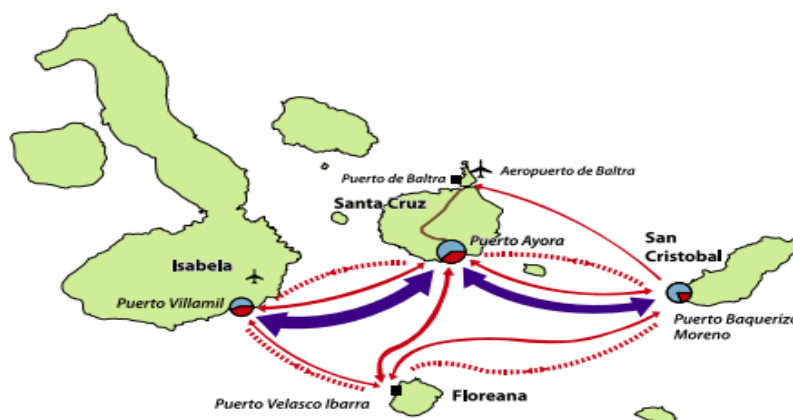 Puerto de Baltra
Aeropuerto de Baltra
Santa Cruz
Puerto Ayora
San
Cristobal
Isabela
Puerto Villamil
Puerto Baquerizo
Moreno
Puerto Velasco Ibarra
Floreana